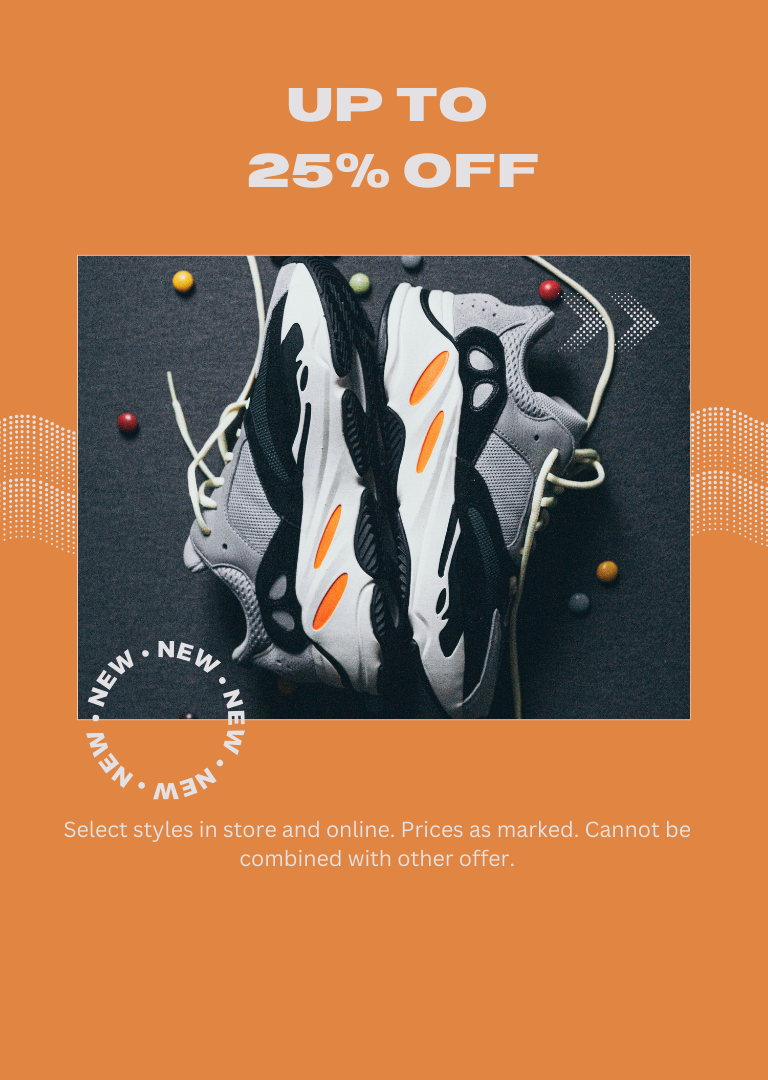 UP TO
25% OFF
NEW • NEW • NEW • NEW • NEW • NEW •
Select styles in store and online. Prices as marked. Cannot be
combined with other offer.